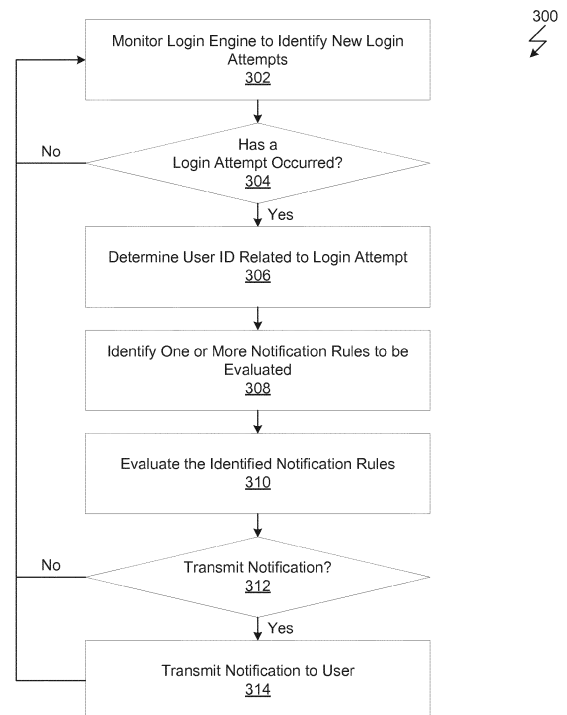 300
Monitor Login Engine to Identify New Login
Attempts
302
No
Has a
Login Attempt Occurred?
304
Yes
Determine User ID Related to Login Attempt
306
Identify One or More Notification Rules to be
Evaluated
308
Evaluate the Identified Notification Rules
310
No
Transmit Notification?
312
Yes
Transmit Notification to User
314